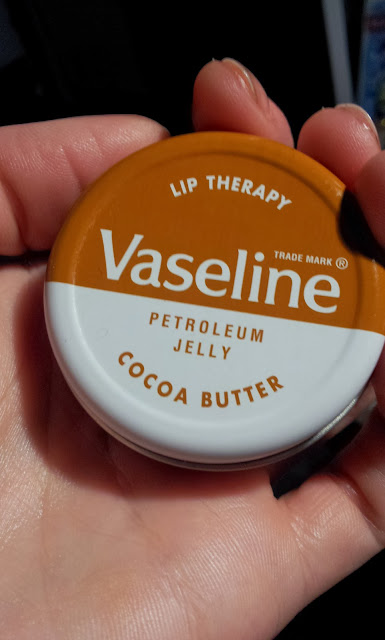 LIP THERAPY
TRADE MARK ®
Vaseline
PETROLEUM
JELLY
COCOA BUTTER